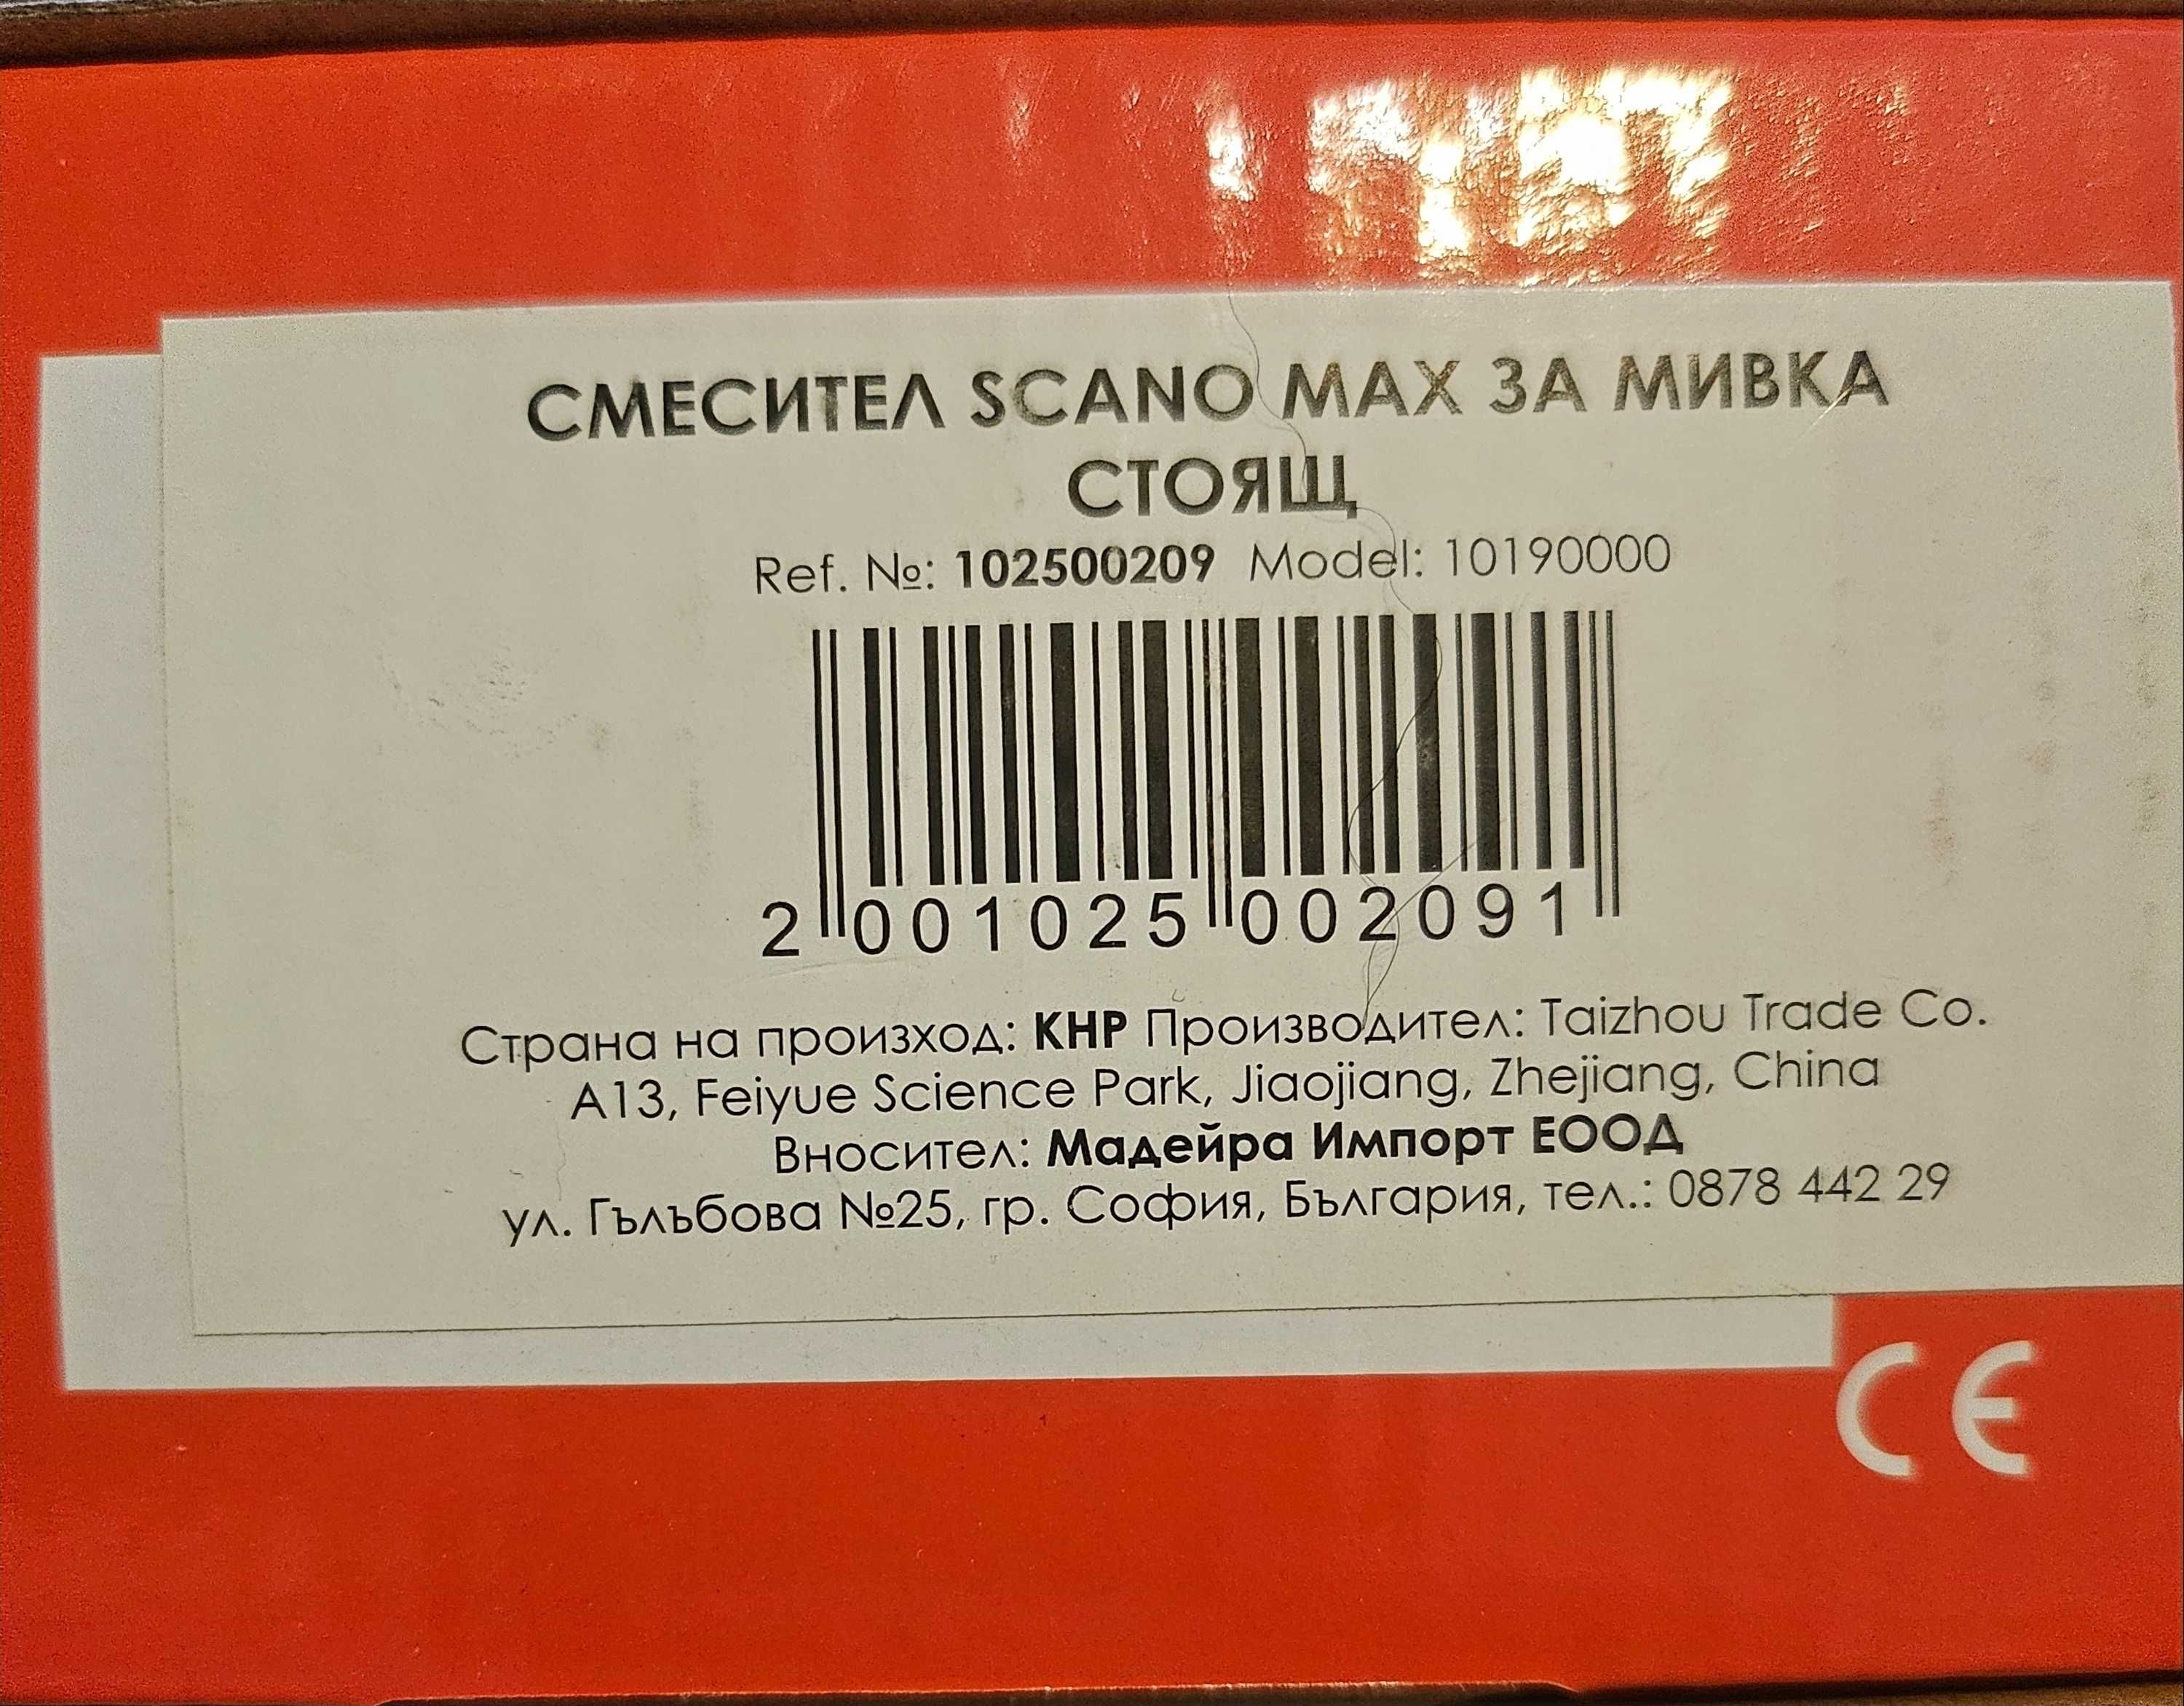 СМЕСИТЕЛ SCANO MAX ЗА МИВКА
СТОЯЩ
Ref. №: 102500209 Model: 10190000
2 001025 002091
Страна на произход: КНР Производител: Taizhou Trade Co.
A13, Feiyue Science Park, Jiaojiang, Zhejiang, China
Вносител: Мадейра Импорт ЕООД
ул. Гълъбова №25, гр. София, България, тел.: 0878 442 29
CE